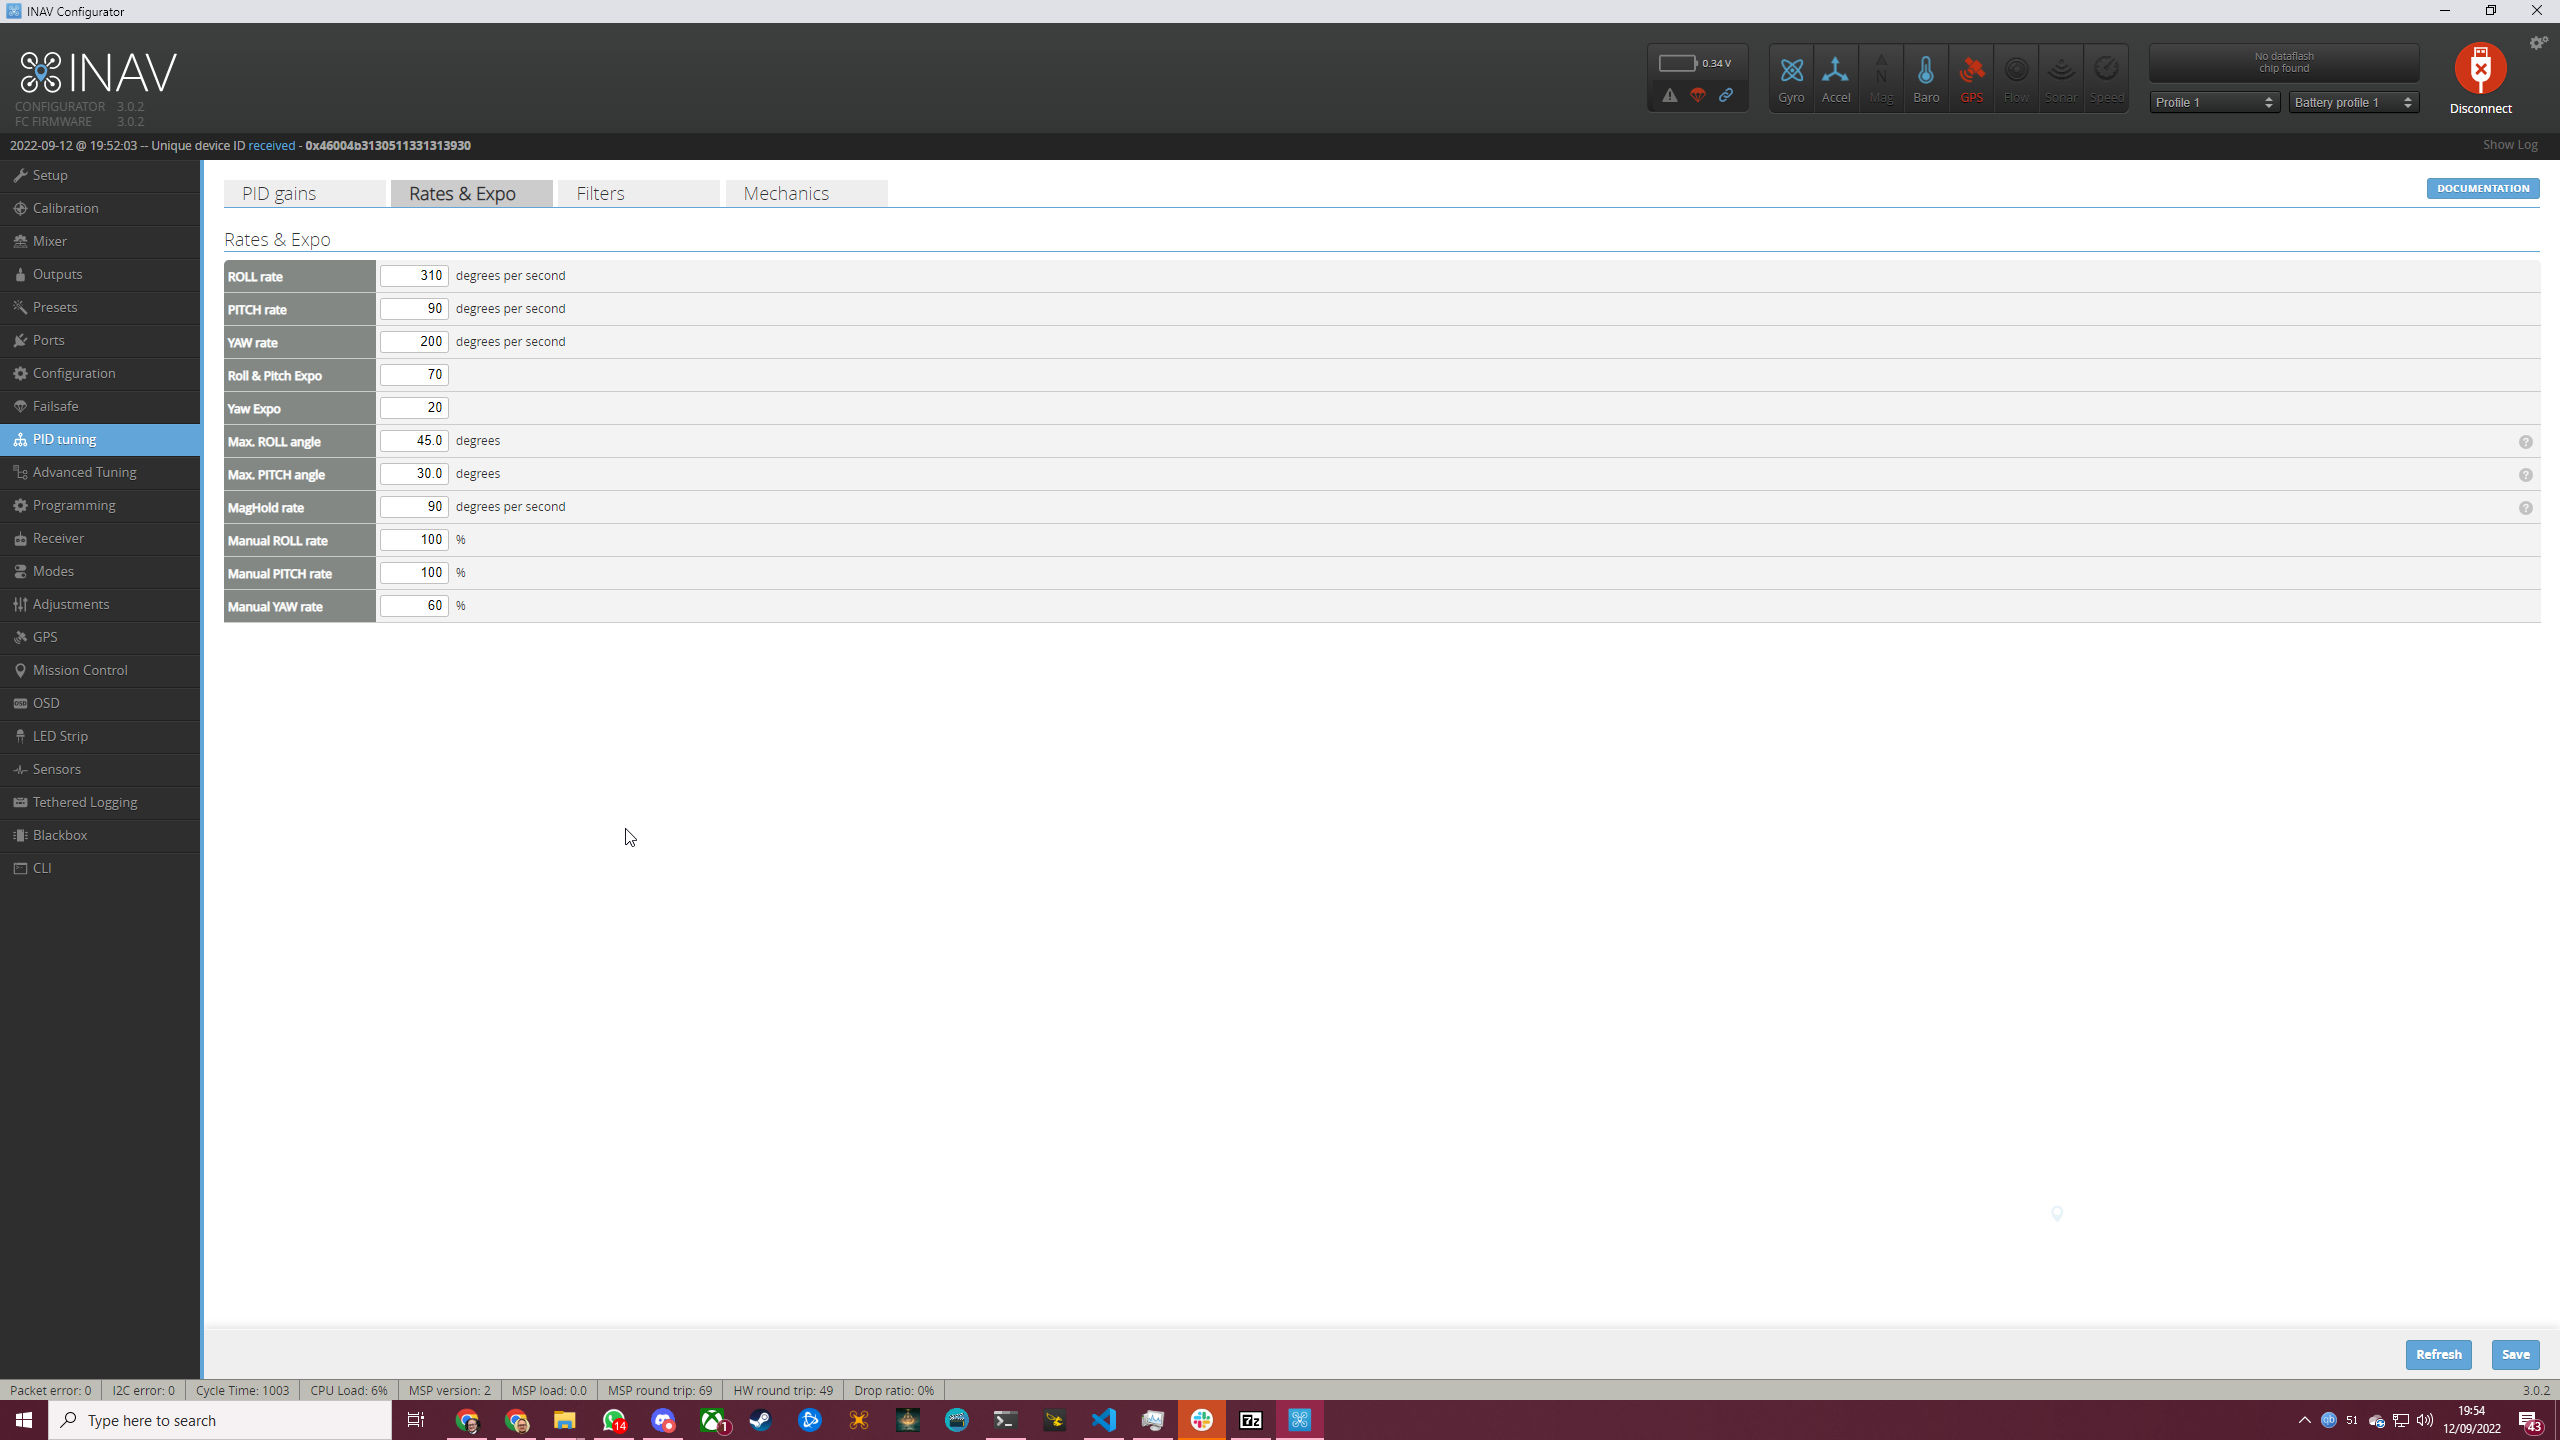 INAV Configurator
INAV
CONFIGURATOR 3.0.2
FC FIRMWARE 3.0.2
0.34 V
Gyro Accel Mag Baro GPS Flow Sonar Speed
No dataflash
chip found
Profile 1
Battery profile 1
Disconnect
2022-09-12 @ 19:52:03 -- Unique device ID received - 0x46004b3130511331313930
Show Log
Setup
Calibration
Mixer
Outputs
Presets
Ports
Configuration
Failsafe
PID tuning
Advanced Tuning
Programming
Receiver
Modes
Adjustments
GPS
Mission Control
OSD
LED Strip
Sensors
Tethered Logging
Blackbox
CLI
PID gains
Rates & Expo
Filters
Mechanics
DOCUMENTATION
Rates & Expo
ROLL rate 310 degrees per second
PITCH rate 90 degrees per second
YAW rate 200 degrees per second
Roll & Pitch Expo 70
Yaw Expo 20
Max. ROLL angle 45.0 degrees ?
Max. PITCH angle 30.0 degrees ?
MagHold rate 90 degrees per second ?
Manual ROLL rate 100 %
Manual PITCH rate 100 %
Manual YAW rate 60 %
Refresh
Save
Packet error: 0 I2C error: 0 Cycle Time: 1003 CPU Load: 6% MSP version: 2 MSP load: 0.0 MSP round trip: 69 HW round trip: 49 Drop ratio: 0% 3.0.2
Type here to search
14
1
7z
qb
51
19:54
12/09/2022
43